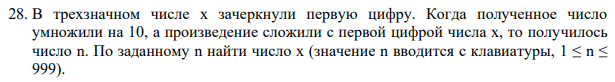 28. В трехзначном числе x зачеркнули первую цифру. Когда полученное число
умножили на 10, а произведение сложили с первой цифрой числа x, то получилось
число n. По заданному n найти число x (значение n вводится с клавиатуры, 1 ≤ n ≤
999).